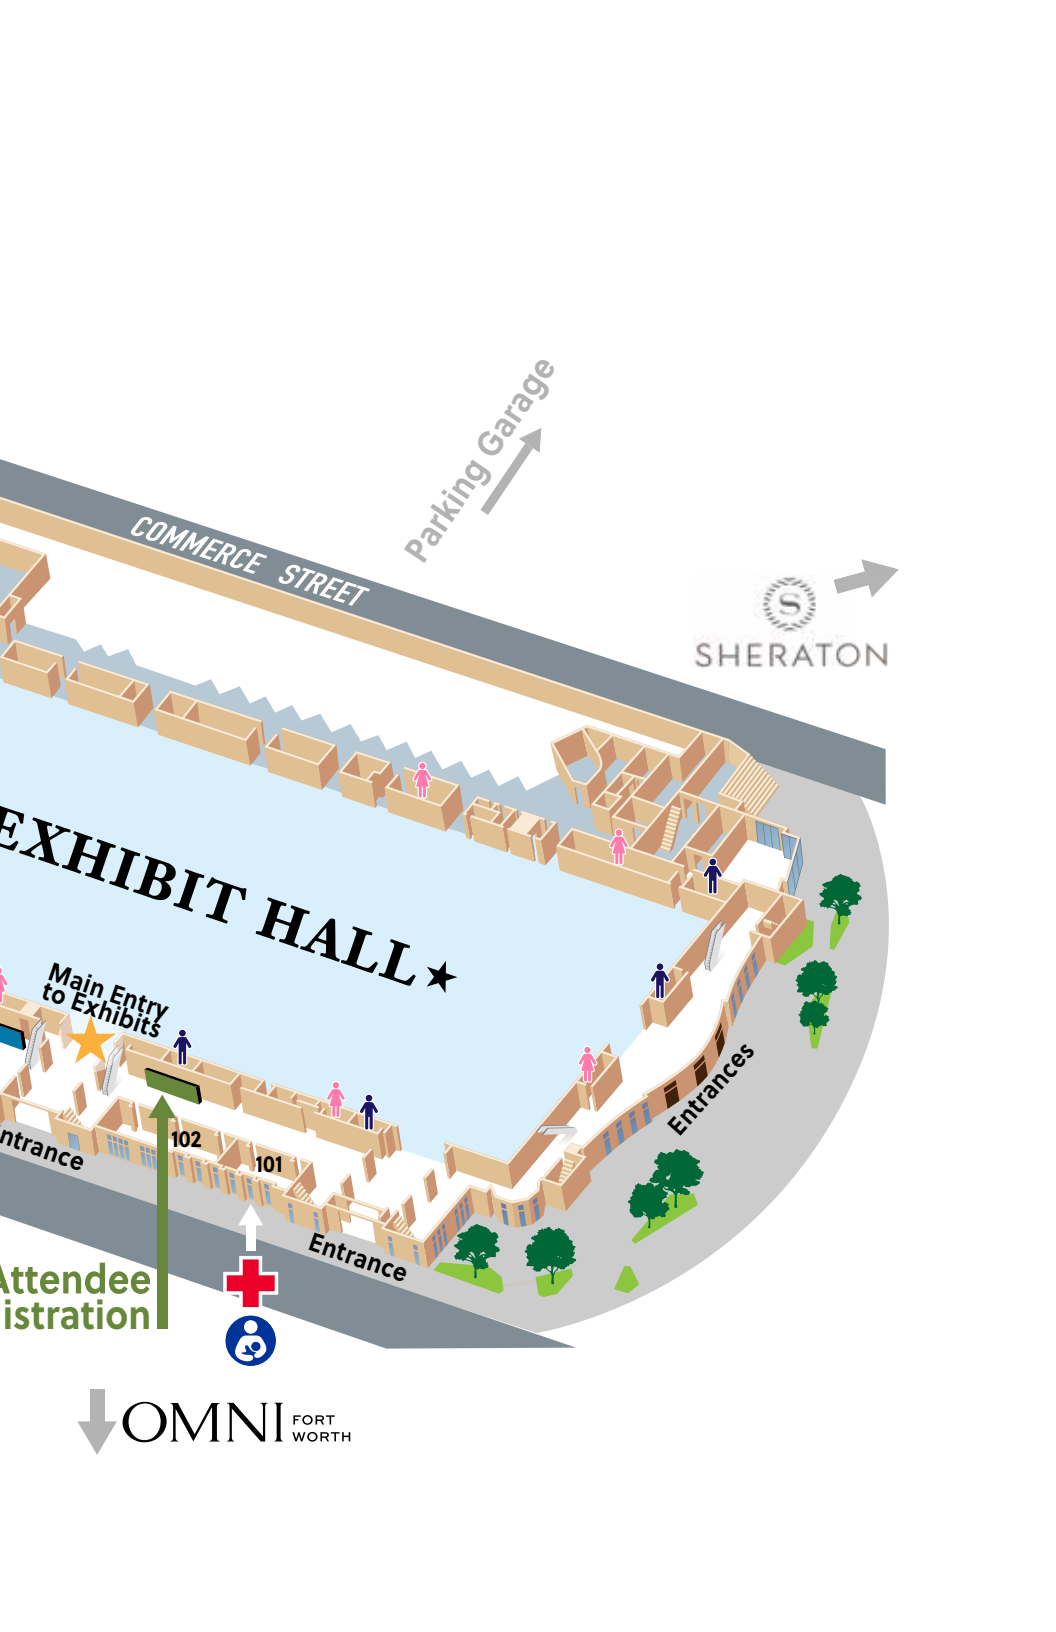 Parking Garage
COMMERCE STREET
S
SHERATON
EXHIBIT HALL★
Main Entry
to Exhibits
Entrances
102
101
ntrance
Entrance
Attendee
istration
OMNI FORT
WORTH